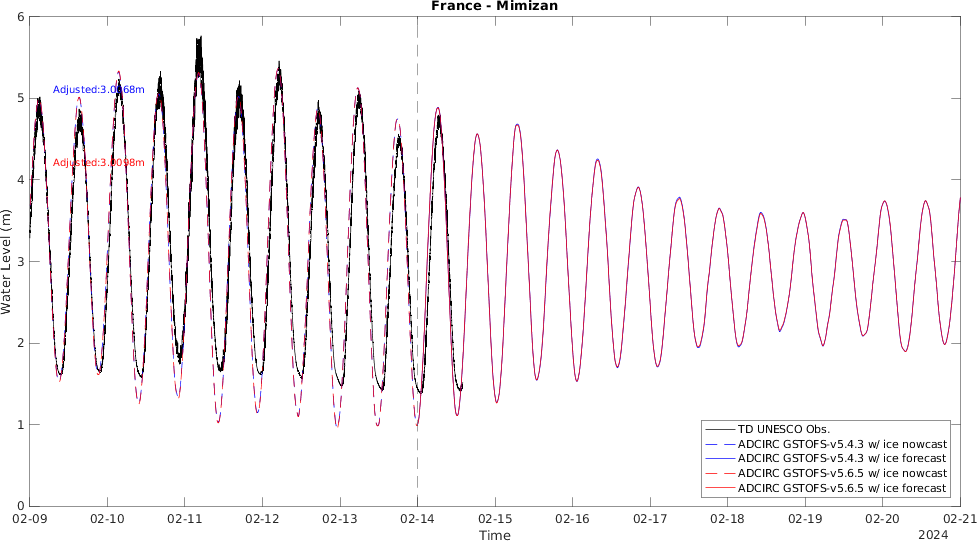 France - Mimizan
6
5
4
3
2
1
0
Water Level (m)
Adjusted:3.0068m
Adjusted:3.0098m
TD UNESCO Obs.
ADCIRC GSTOFS-v5.4.3 w/ ice nowcast
ADCIRC GSTOFS-v5.4.3 w/ ice forecast
ADCIRC GSTOFS-v5.6.5 w/ ice nowcast
ADCIRC GSTOFS-v5.6.5 w/ ice forecast
02-09 02-10 02-11 02-12 02-13 02-14 02-15 02-16 02-17 02-18 02-19 02-20 02-21
Time
2024